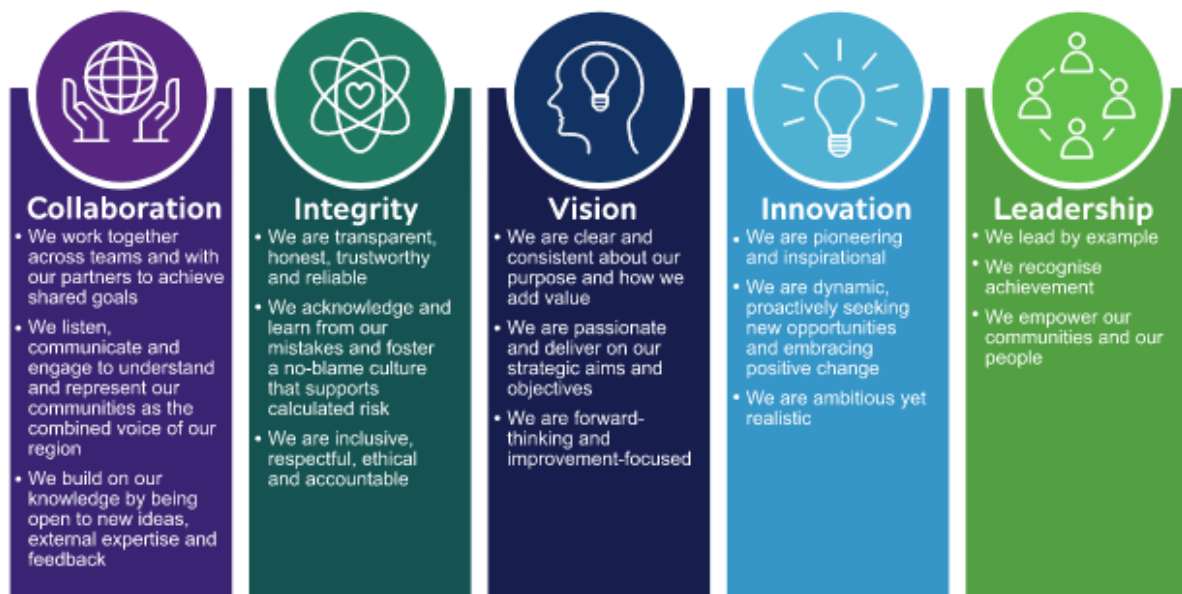 Collaboration
• We work together
across teams and with
our partners to achieve
shared goals
• We listen,
communicate and
engage to understand
and represent our
communities as the
combined voice of our
region
• We build on our
knowledge by being
open to new ideas,
external expertise and
feedback
Integrity
• We are transparent,
honest, trustworthy
and reliable
• We acknowledge and
learn from our
mistakes and foster
a no-blame culture
that supports
calculated risk
• We are inclusive,
respectful, ethical
and accountable
Vision
• We are clear and
consistent about our
purpose and how we
add value
• We are passionate
and deliver on our
strategic aims and
objectives
• We are forward-
thinking and
improvement-focused
Innovation
• We are pioneering
and inspirational
• We are dynamic,
proactively seeking
new opportunities
and embracing
positive change
• We are ambitious yet
realistic
Leadership
• We lead by example
• We recognise
achievement
• We empower our
communities and our
people